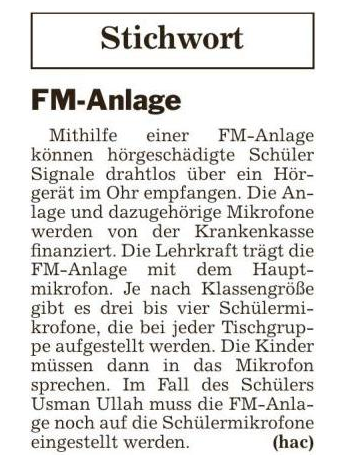 Stichwort
FM-Anlage
Mithilfe einer FM-Anlage
können hörgeschädigte Schüler
Signale drahtlos über ein Hör-
gerät im Ohr empfangen. Die An-
lage und dazugehörige Mikrofone
werden von der Krankenkasse
finanziert. Die Lehrkraft trägt die
FM-Anlage mit dem Haupt-
mikrofon. Je nach Klassengröße
gibt es drei bis vier Schülermi-
krofone, die bei jeder Tischgrup-
pe aufgestellt werden. Die Kinder
müssen dann in das Mikrofon
sprechen. Im Fall des Schülers
Usman Ullah muss die FM-Anla-
ge noch auf die Schülermikrofone
eingestellt werden. (hac)